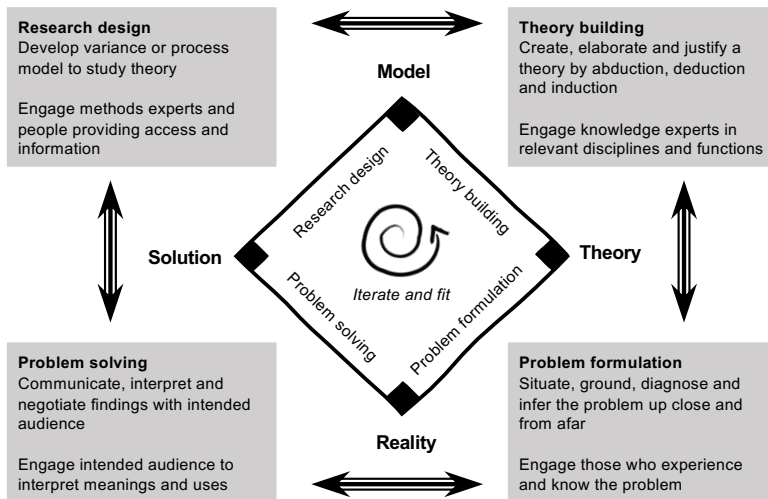 Research design
Develop variance or process
model to study theory
Engage methods experts and
people providing access and
information
Theory building
Create, elaborate and justify a
theory by abduction, deduction
and induction
Engage knowledge experts in
relevant disciplines and functions
Model
Research design
Theory building
Solution
Theory
Iterate and fit
Problem solving
Problem formulation
Reality
Problem solving
Communicate, interpret and
negotiate findings with intended
audience
Engage intended audience to
interpret meanings and uses
Problem formulation
Situate, ground, diagnose and
infer the problem up close and
from afar
Engage those who experience
and know the problem